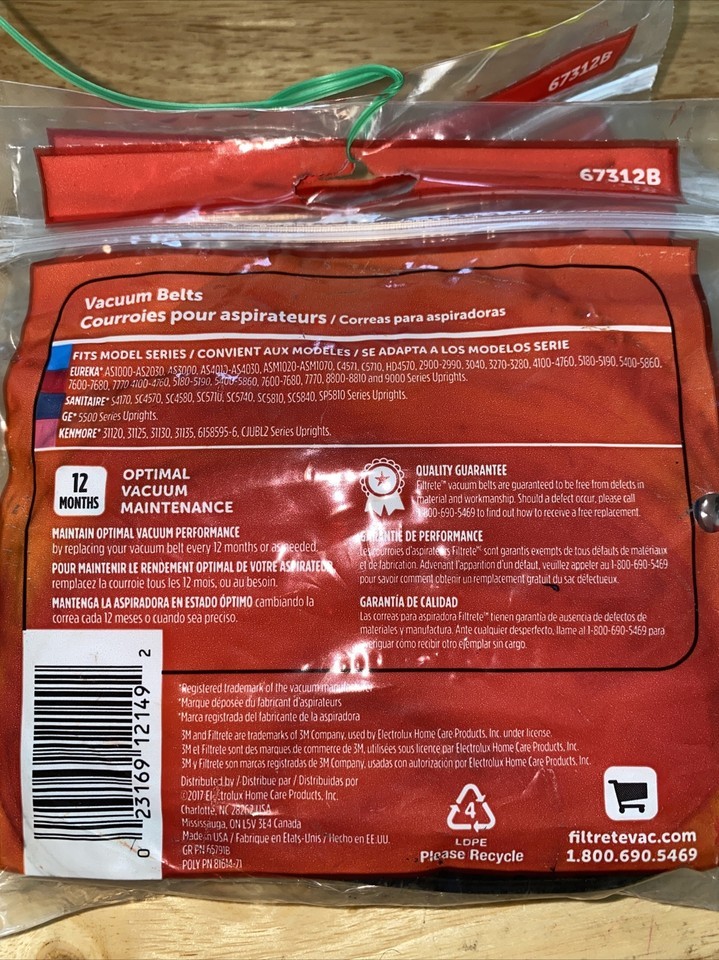 67312B
67312B
Vacuum Belts
Courroies pour aspirateurs / Correas para aspiradoras
FITS MODEL SERIES / CONVIENT AUX MODÈLES / SE ADAPTA A LOS MODELOS SERIE
EUREKA* AS1000-AS2030, AS3000, AS4010-AS4030, ASM1020-ASM1070, C4571, C5710, HD4570, 2900-2990, 3040, 3270-3280, 4100-4760, 5180-5190, 5400-5860,
7600-7680, 7770 4100-4760, 5180-5190, 5400-5860, 7600-7680, 7770, 8800-8810 and 9000 Series Uprights.
SANITAIRE* S4170, SC4570, SC4580, SC5710, SC5740, SC5810, SC5840, SP5810 Series Uprights.
GE* 5500 Series Uprights.
KENMORE* 31120, 31125, 31130, 31135, 6158595-6, CJUBL2 Series Uprights.
12
MONTHS
OPTIMAL
VACUUM
MAINTENANCE
MAINTAIN OPTIMAL VACUUM PERFORMANCE
by replacing your vacuum belt every 12 months or as needed.
POUR MAINTENIR LE RENDEMENT OPTIMAL DE VOTRE ASPIRATEUR
remplacez la courroie tous les 12 mois, ou au besoin.
MANTENGA LA ASPIRADORA EN ESTADO ÓPTIMO cambiando la
correa cada 12 meses o cuando sea preciso.
QUALITY GUARANTEE
Filtrete™ vacuum belts are guaranteed to be free from defects in
material and workmanship. Should a defect occur, please call
1-800-690-5469 to find out how to receive a free replacement.
GARANTIE DE PERFORMANCE
Les courroies d'aspirateurs Filtrete™ sont garantis exempts de tous défauts de matériaux
et de fabrication. Advenant l'apparition d'un défaut, veuillez appeler au 1-800-690-5469
pour savoir comment obtenir un remplacement gratuit du sac défectueux.
GARANTÍA DE CALIDAD
Las correas para aspiradora Filtrete™ tienen garantía de ausencia de defectos de
materiales y manufactura. Ante cualquier desperfecto, llame al 1-800-690-5469 para
averiguar cómo recibir otro ejemplar sin cargo.
*Registered trademark of the vacuum manufacturer
*Marque déposée du fabricant d'aspirateurs
*Marca registrada del fabricante de la aspiradora
3M and Filtrete are trademarks of 3M Company, used by Electrolux Home Care Products, Inc. under license.
3M et Filtrete sont des marques de commerce de 3M, utilisées sous licence par Electrolux Home Care Products, Inc.
3M y Filtrete son marcas registradas de 3M Company, usadas con autorización por Electrolux Home Care Products, Inc.
Distributed by / Distribué par / Distribuidas por
©2017 Electrolux Home Care Products, Inc.
Charlotte, NC 28262 USA
Mississauga, ON L5V 3E4 Canada
Made in USA / Fabriqué en États-Unis / Hecho en EE.UU.
GR PN 65791B
POLY PN 81614-71
0 23169 12149 2
4
LDPE
Please Recycle
filtretevac.com
1.800.690.5469